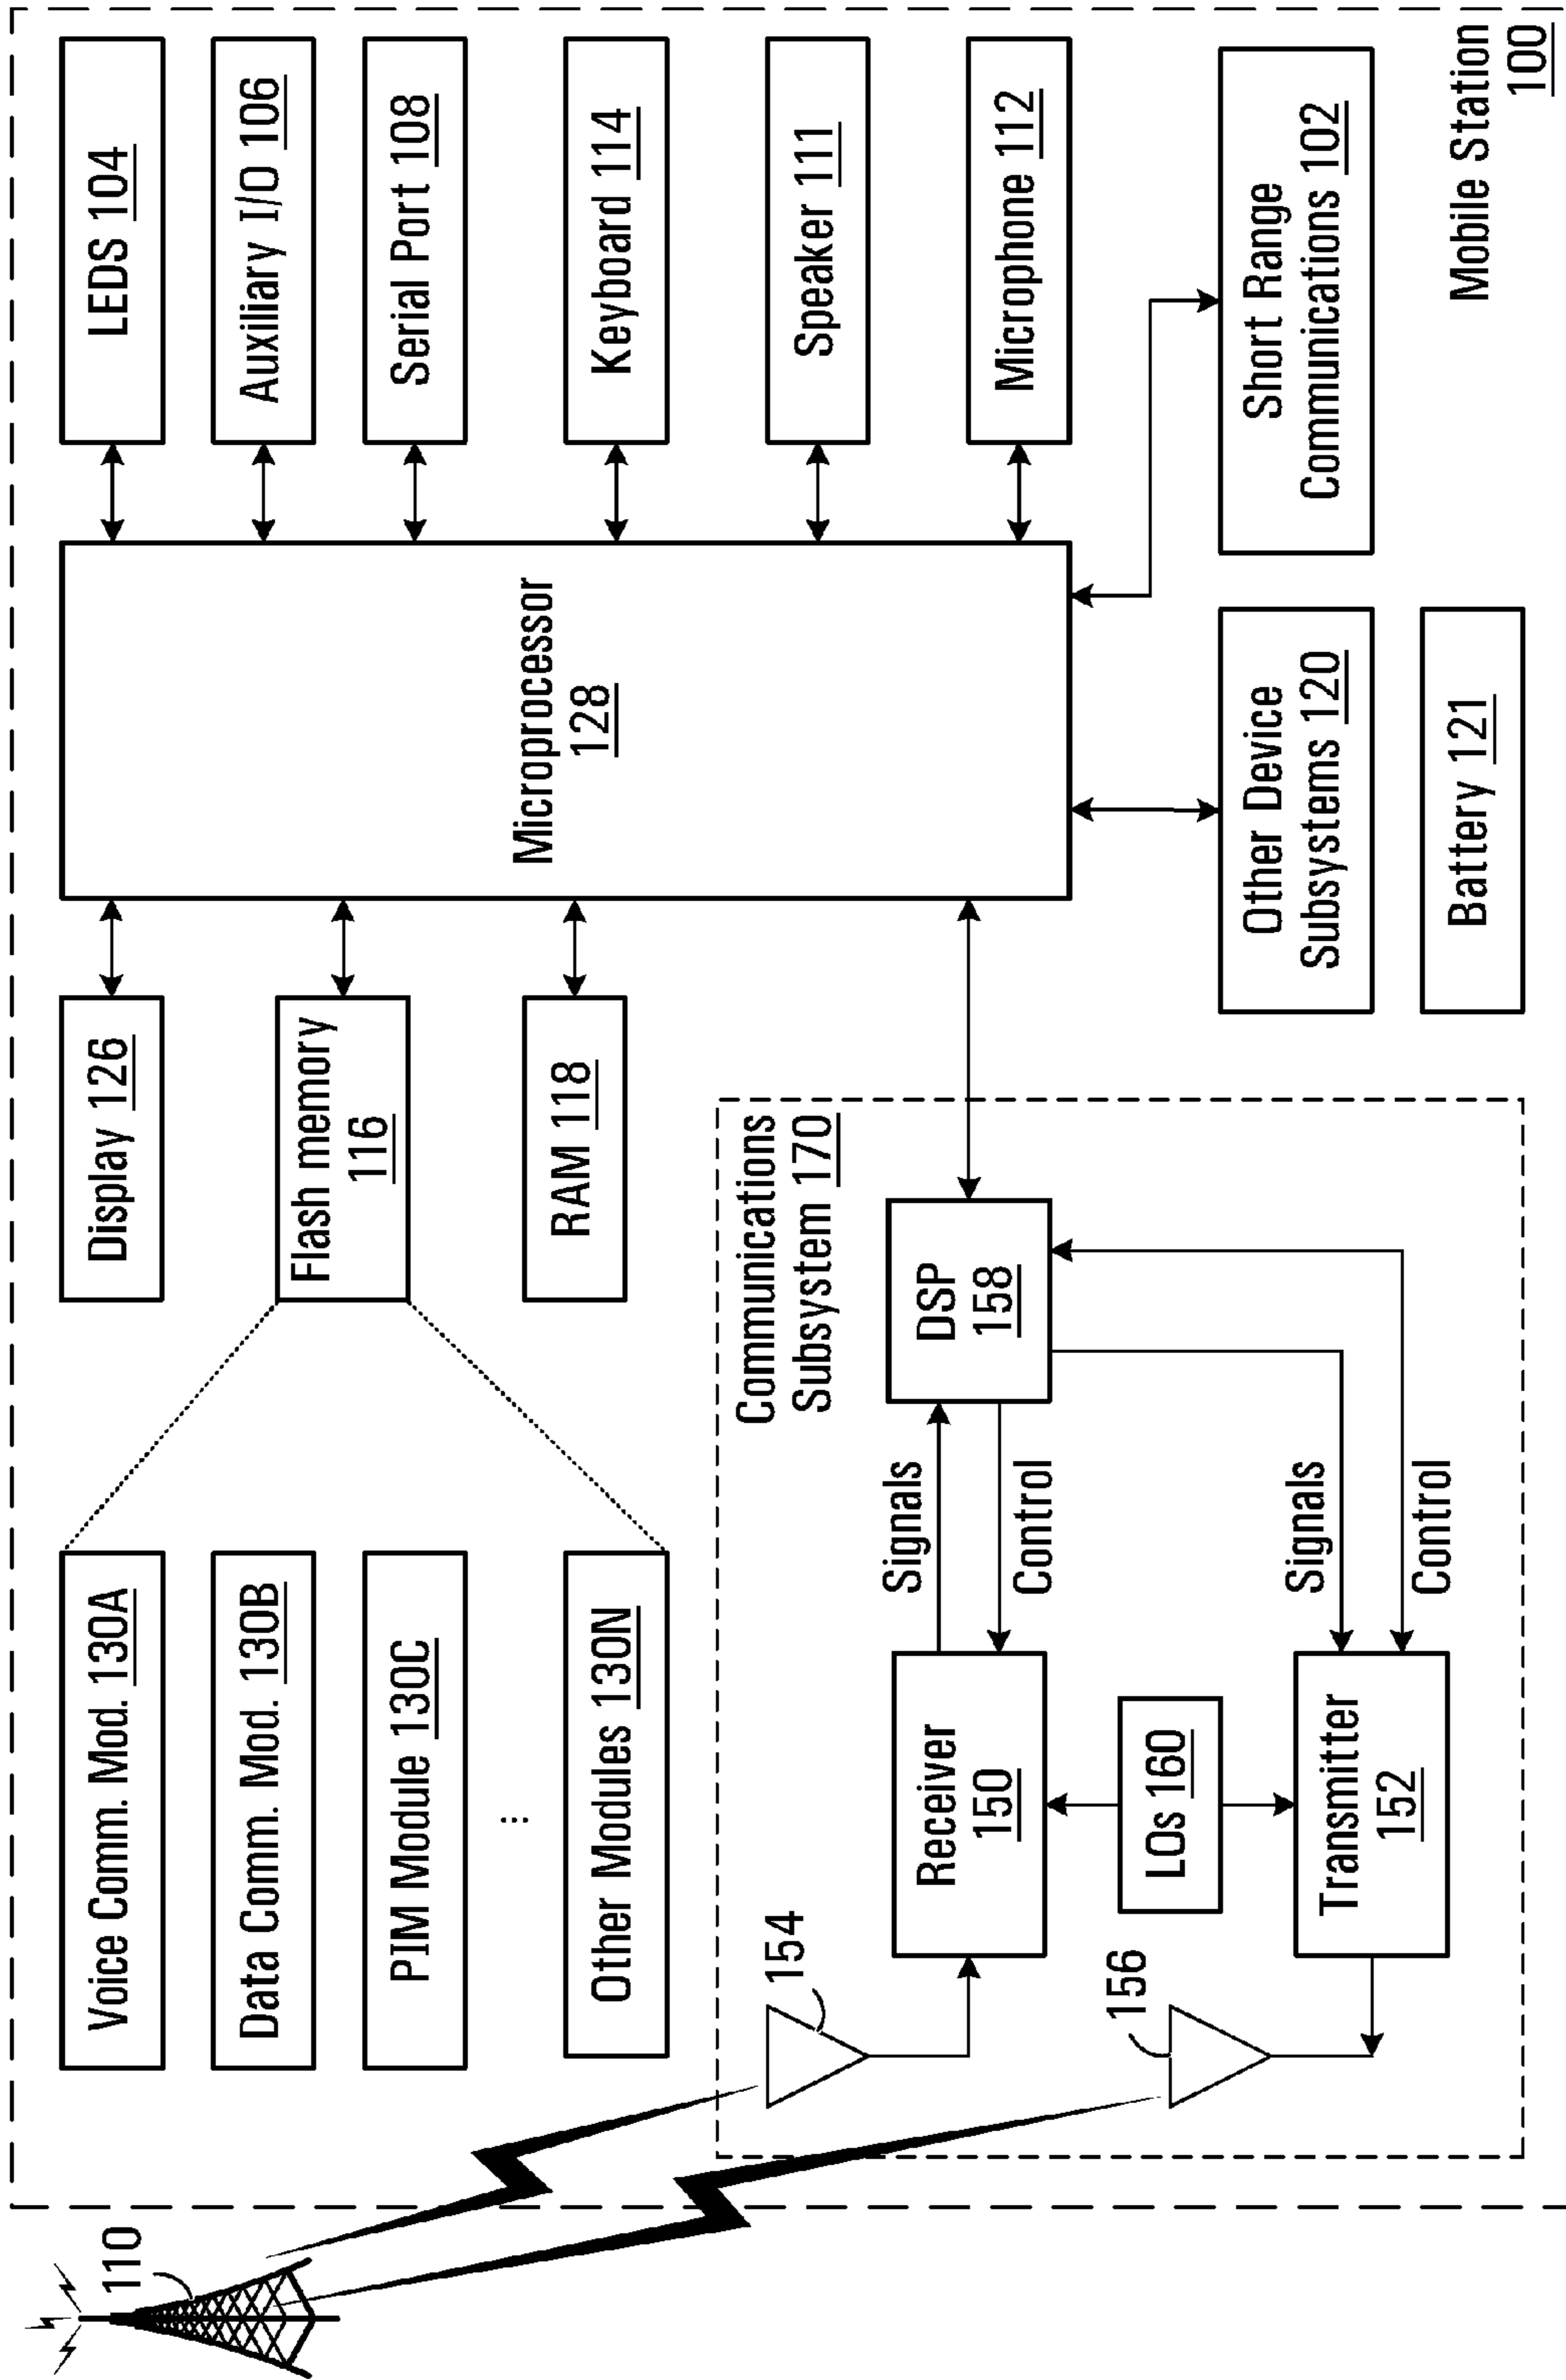 110
Voice Comm. Mod. 130A
Data Comm. Mod. 130B
PIM Module 130C
...
Other Modules 130N
Display 126
Flash memory
116
RAM 118
Microprocessor
128
LEDS 104
Auxiliary I/O 106
Serial Port 108
Keyboard 114
Speaker 111
Microphone 112
Communications
Subsystem 170
154
156
Receiver
150
LOs 160
Transmitter
152
Signals
Control
Signals
Control
DSP
158
Other Device
Subsystems 120
Battery 121
Short Range
Communications 102
Mobile Station
100